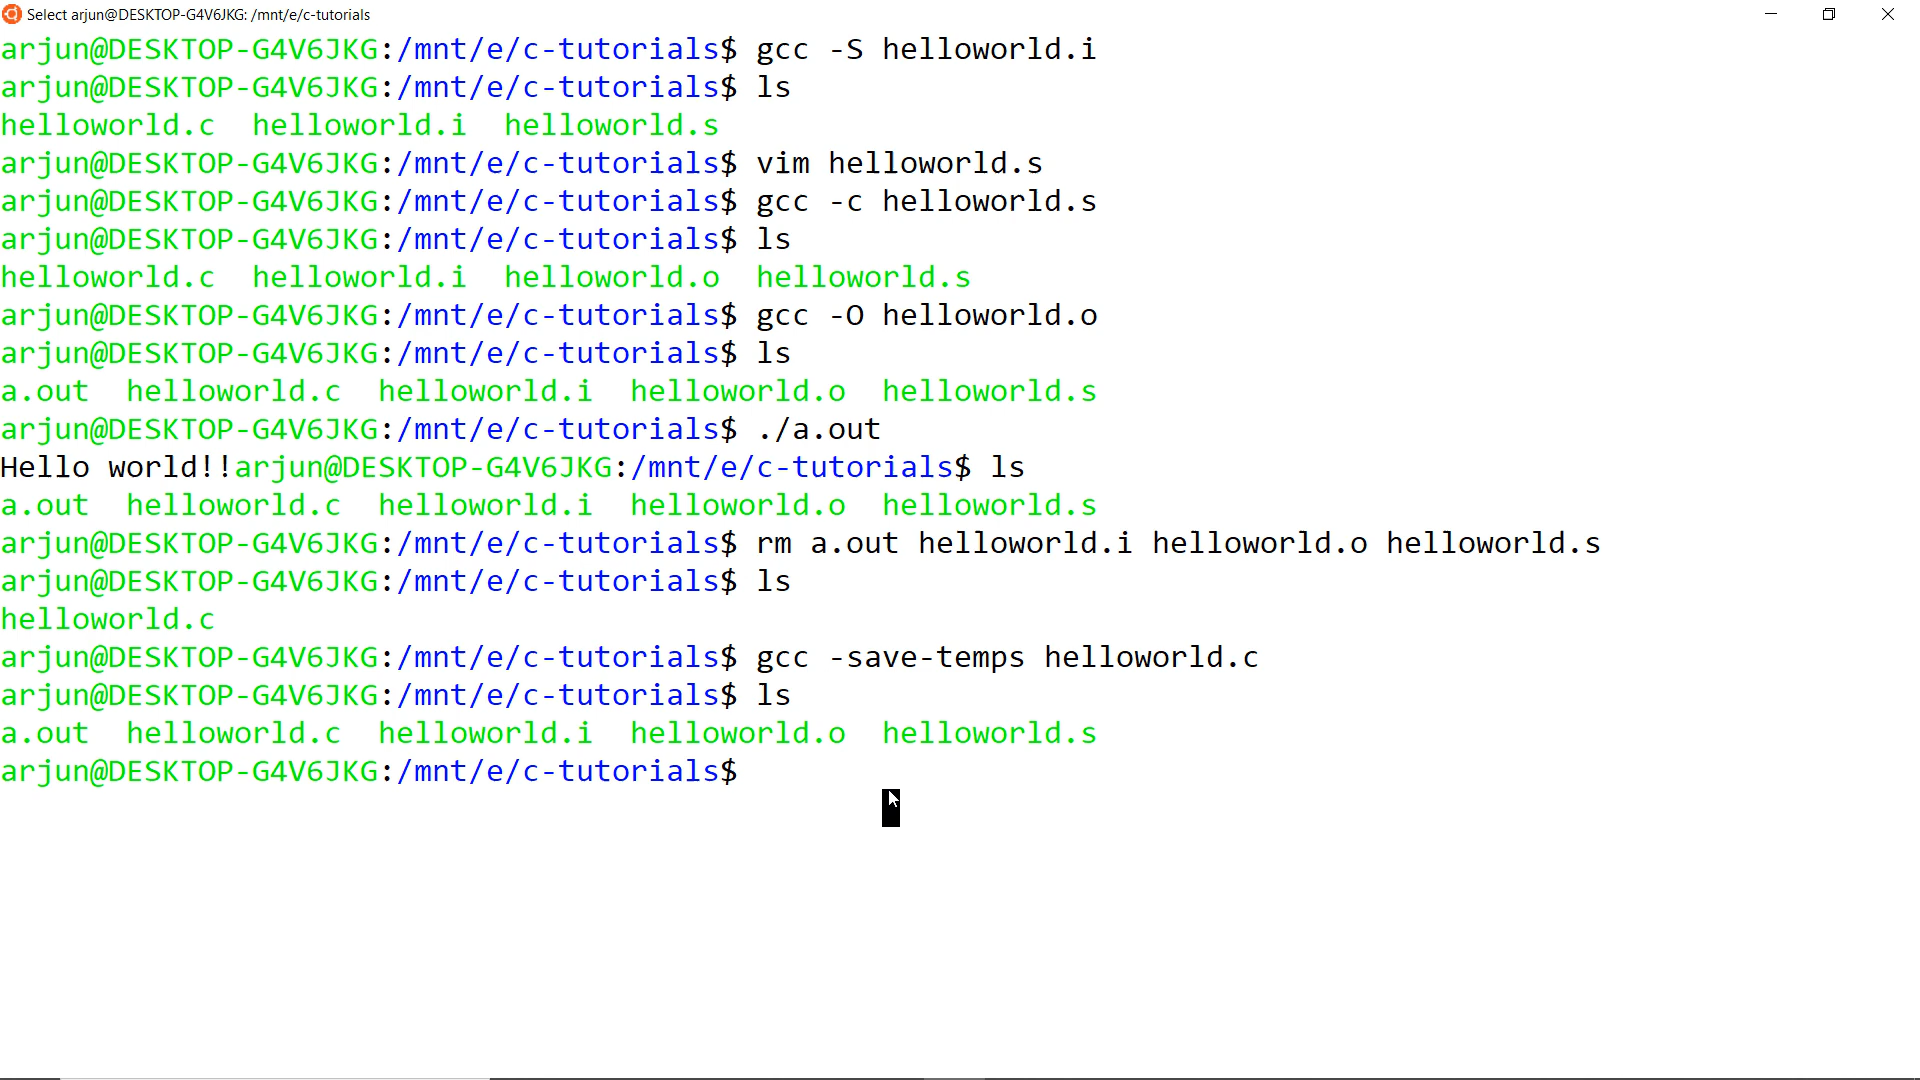 Select arjun@DESKTOP-G4V6JKG: /mnt/e/c-tutorials
arjun@DESKTOP-G4V6JKG:/mnt/e/c-tutorials$ gcc -S helloworld.i
arjun@DESKTOP-G4V6JKG:/mnt/e/c-tutorials$ ls
helloworld.c  helloworld.i  helloworld.s
arjun@DESKTOP-G4V6JKG:/mnt/e/c-tutorials$ vim helloworld.s
arjun@DESKTOP-G4V6JKG:/mnt/e/c-tutorials$ gcc -c helloworld.s
arjun@DESKTOP-G4V6JKG:/mnt/e/c-tutorials$ ls
helloworld.c  helloworld.i  helloworld.o  helloworld.s
arjun@DESKTOP-G4V6JKG:/mnt/e/c-tutorials$ gcc -O helloworld.o
arjun@DESKTOP-G4V6JKG:/mnt/e/c-tutorials$ ls
a.out  helloworld.c  helloworld.i  helloworld.o  helloworld.s
arjun@DESKTOP-G4V6JKG:/mnt/e/c-tutorials$ ./a.out
Hello world!!arjun@DESKTOP-G4V6JKG:/mnt/e/c-tutorials$ ls
a.out  helloworld.c  helloworld.i  helloworld.o  helloworld.s
arjun@DESKTOP-G4V6JKG:/mnt/e/c-tutorials$ rm a.out helloworld.i helloworld.o helloworld.s
arjun@DESKTOP-G4V6JKG:/mnt/e/c-tutorials$ ls
helloworld.c
arjun@DESKTOP-G4V6JKG:/mnt/e/c-tutorials$ gcc -save-temps helloworld.c
arjun@DESKTOP-G4V6JKG:/mnt/e/c-tutorials$ ls
a.out  helloworld.c  helloworld.i  helloworld.o  helloworld.s
arjun@DESKTOP-G4V6JKG:/mnt/e/c-tutorials$